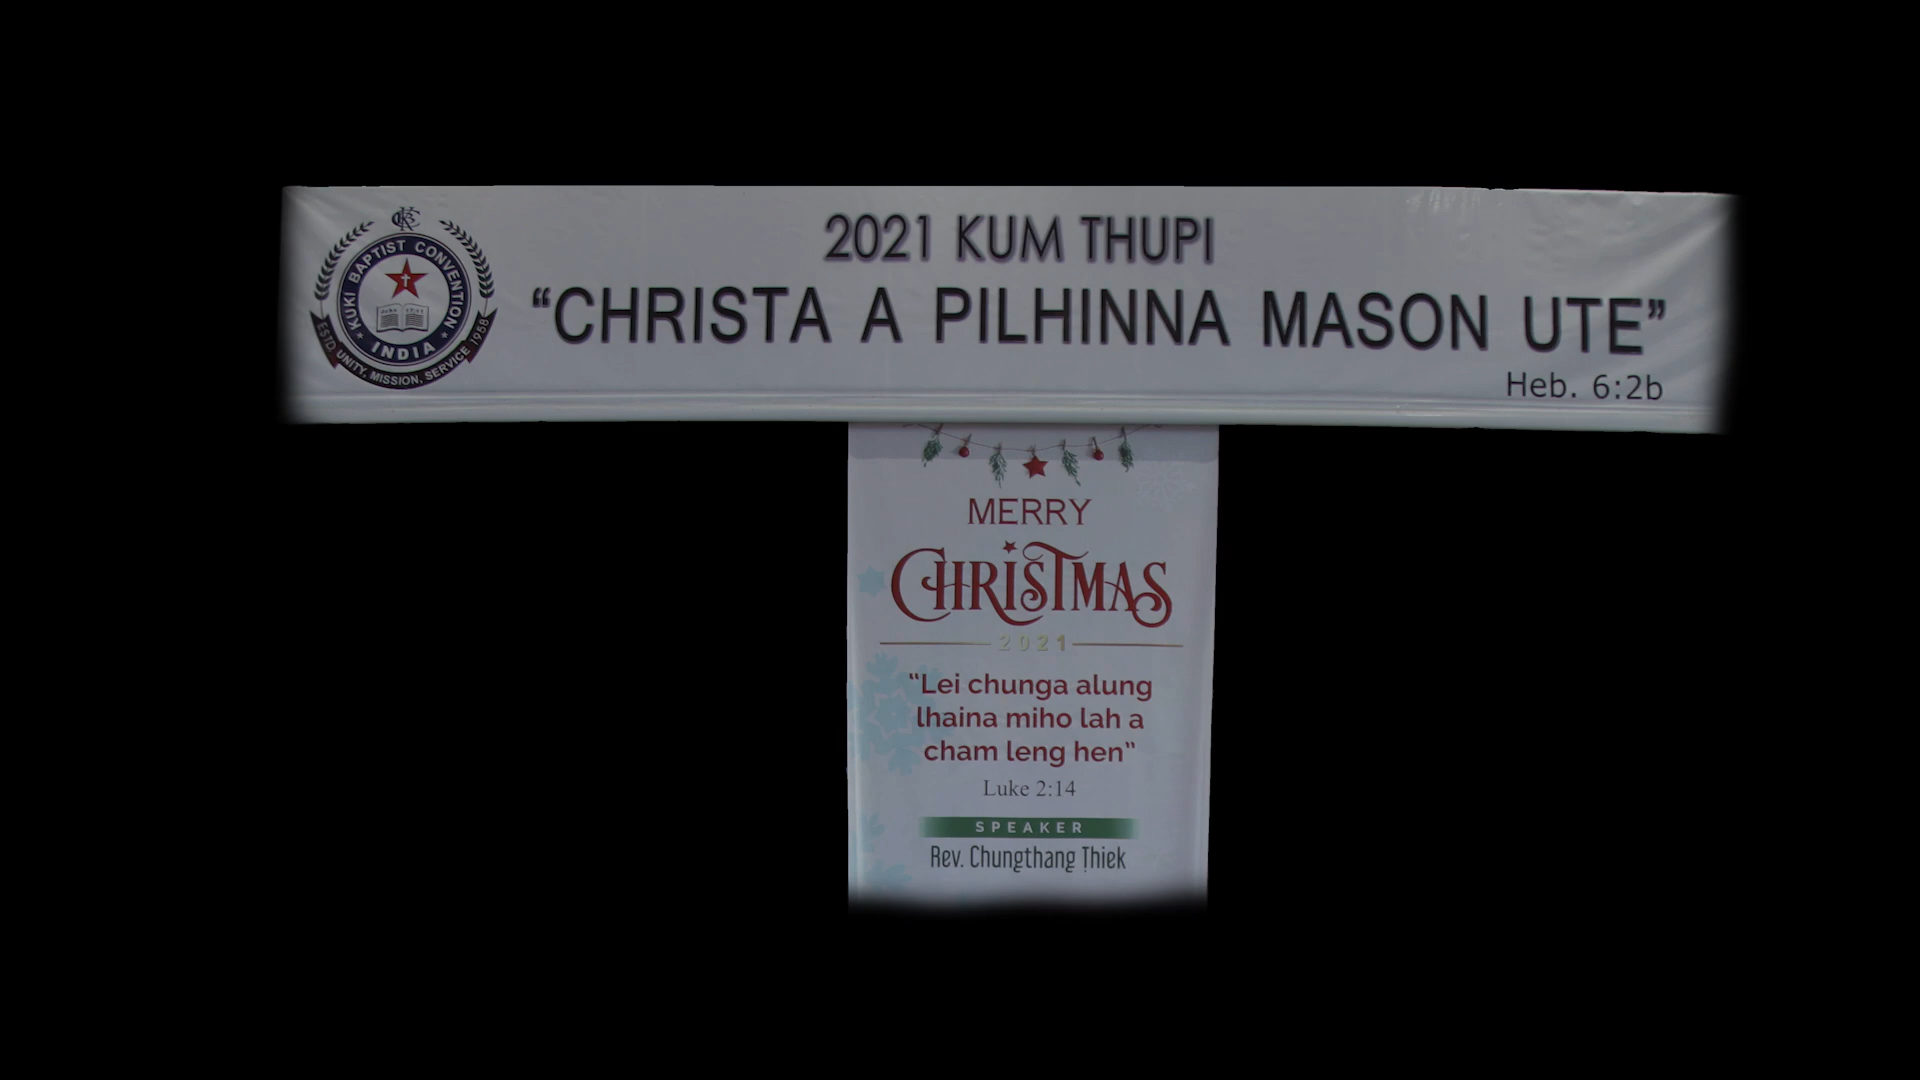 KBC
KUKI BAPTIST CONVENTION
INDIA
ESTD. UNITY, MISSION, SERVICE 1958
2021 KUM THUPI
“CHRISTA A PILHINNA MASON UTE”
Heb. 6:2b
MERRY
CHRISTMAS
2021
“Lei chunga alung
lhaina miho lah a
cham leng hen”
Luke 2:14
SPEAKER
Rev. Chungthang Thiek